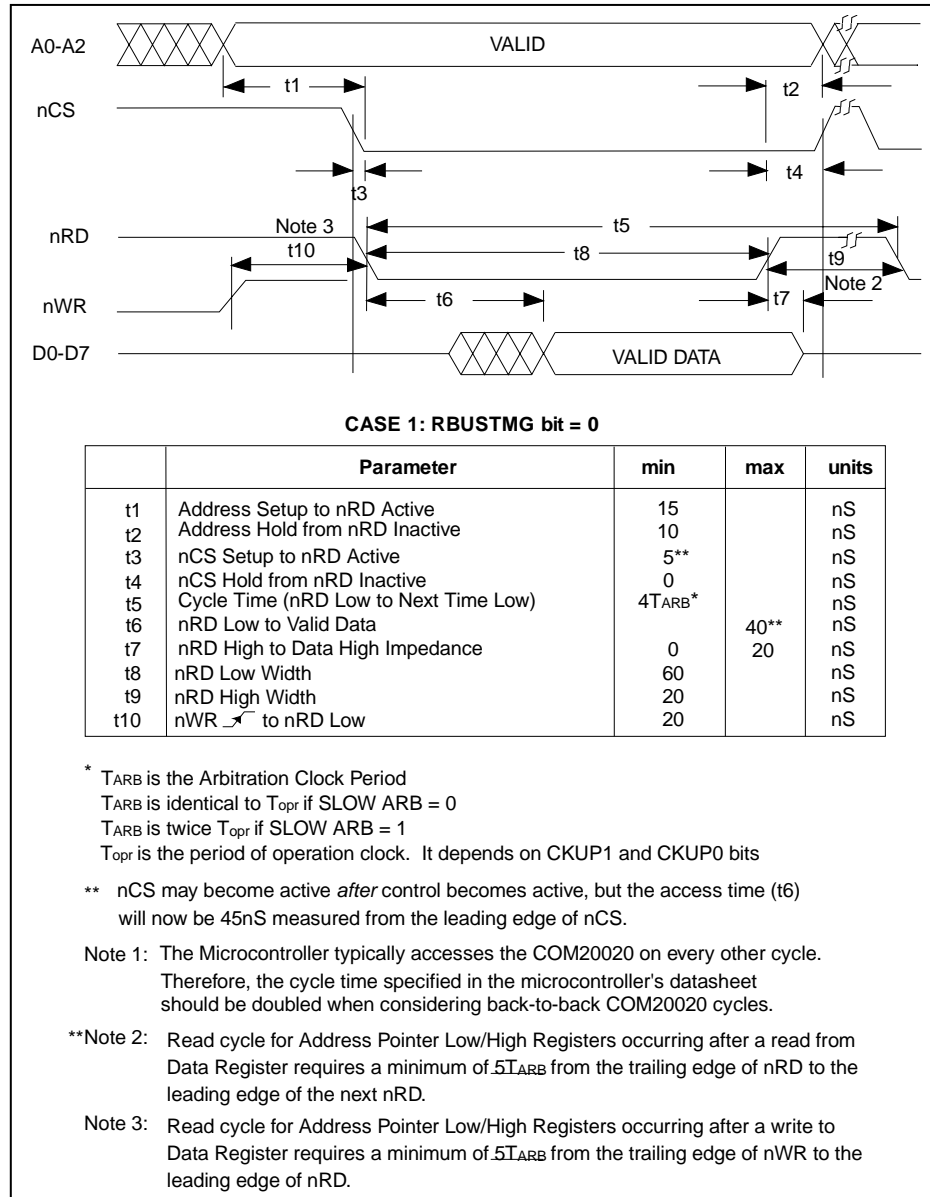 A0-A2
VALID
t1
t2
nCS
t3
t4
nRD
Note 3
t5
t10
t8
t9
Note 2
nWR
t6
t7
D0-D7
VALID DATA
CASE 1: RBUSTMG bit = 0
Parameter min max units
t1 Address Setup to nRD Active 15 nS
t2 Address Hold from nRD Inactive 10 nS
t3 nCS Setup to nRD Active 5** nS
t4 nCS Hold from nRD Inactive 0 nS
t5 Cycle Time (nRD Low to Next Time Low) 4TARB* nS
t6 nRD Low to Valid Data 40** nS
t7 nRD High to Data High Impedance 0 20 nS
t8 nRD Low Width 60 nS
t9 nRD High Width 20 nS
t10 nWR to nRD Low 20 nS
* TARB is the Arbitration Clock Period
TARB is identical to Topr if SLOW ARB = 0
TARB is twice Topr if SLOW ARB = 1
Topr is the period of operation clock. It depends on CKUP1 and CKUP0 bits
** nCS may become active after control becomes active, but the access time (t6)
will now be 45nS measured from the leading edge of nCS.
Note 1: The Microcontroller typically accesses the COM20020 on every other cycle.
Therefore, the cycle time specified in the microcontroller's datasheet
should be doubled when considering back-to-back COM20020 cycles.
**Note 2: Read cycle for Address Pointer Low/High Registers occurring after a read from
Data Register requires a minimum of 5TARB from the trailing edge of nRD to the
leading edge of the next nRD.
Note 3: Read cycle for Address Pointer Low/High Registers occurring after a write to
Data Register requires a minimum of 5TARB from the trailing edge of nWR to the
leading edge of nRD.